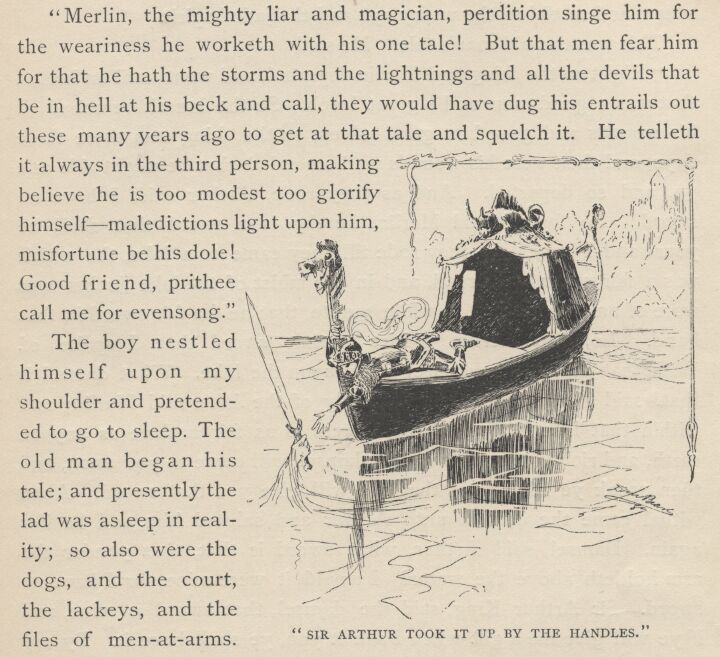 “Merlin, the mighty liar and magician, perdition singe him for
the weariness he worketh with his one tale! But that men fear him
for that he hath the storms and the lightnings and all the devils that
be in hell at his beck and call, they would have dug his entrails out
these many years ago to get at that tale and squelch it. He telleth
it always in the third person, making
believe he is too modest too glorify
himself—maledictions light upon him,
misfortune be his dole!
Good friend, prithee
call me for evensong.”
The boy nestled
himself upon my
shoulder and pretend-
ed to go to sleep. The
old man began his
tale; and presently the
lad was asleep in real-
ity; so also were the
dogs, and the court,
the lackeys, and the
files of men-at-arms.
“ SIR ARTHUR TOOK IT UP BY THE HANDLES.”